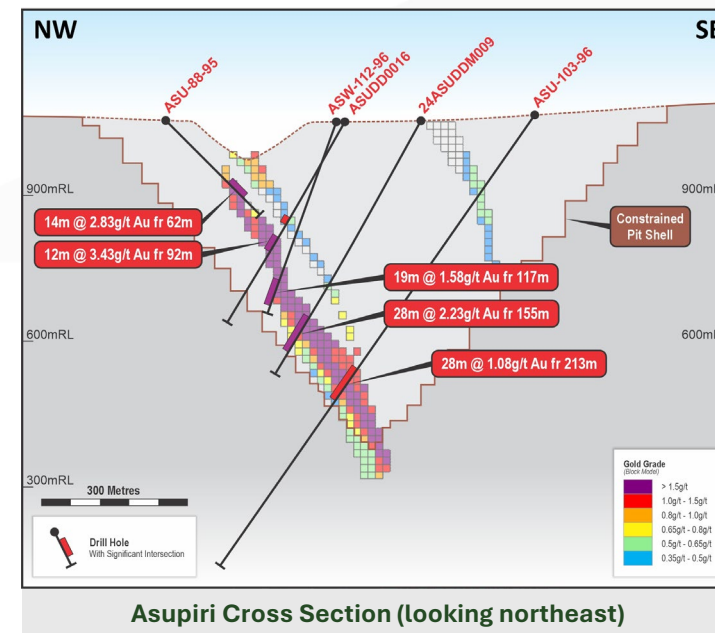 NW
SE
ASU-88-95
ASW-112-96
ASUDD0016
24ASUDDM009
ASU-103-96
900mRL
900mRL
14m @ 2.83g/t Au fr 62m
Constrained
Pit Shell
12m @ 3.43g/t Au fr 92m
19m @ 1.58g/t Au fr 117m
28m @ 2.23g/t Au fr 155m
600mRL
600mRL
28m @ 1.08g/t Au fr 213m
300mRL
300 Metres
Drill Hole
With Significant Intersection
Gold Grade
(Block Model)
> 1.5g/t
1.0g/t - 1.5g/t
0.8g/t - 1.0g/t
0.65g/t - 0.8g/t
0.5g/t - 0.65g/t
0.35g/t - 0.5g/t
Asupiri Cross Section (looking northeast)